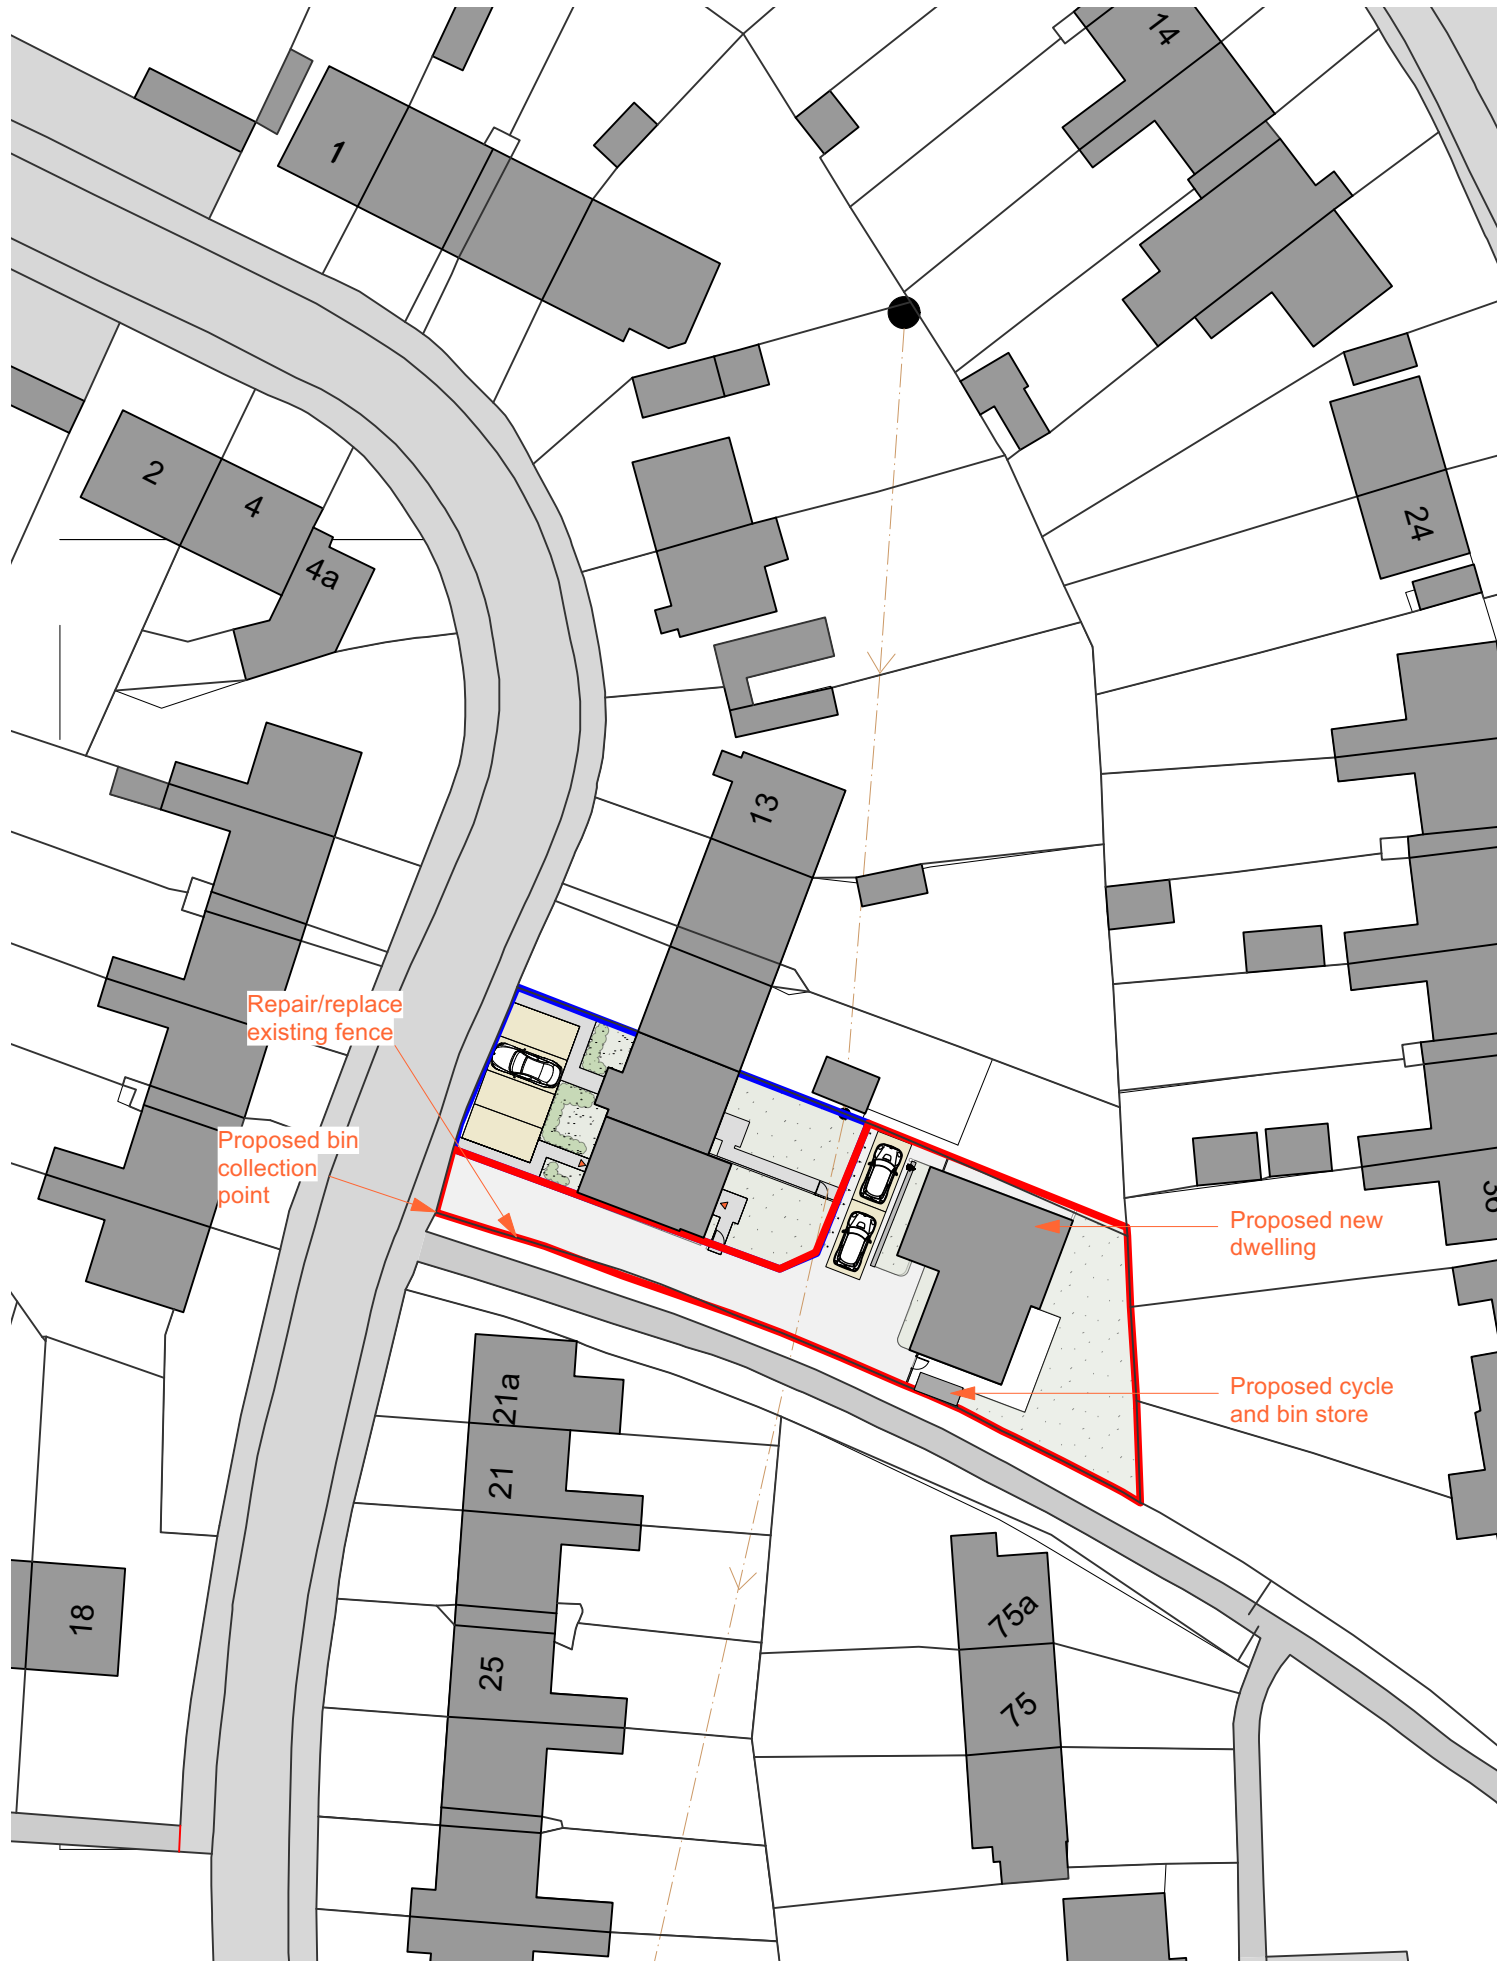 14
1
2
4
4a
24
13
Repair/replace
existing fence
Proposed bin
collection
point
36
Proposed new
dwelling
Proposed cycle
and bin store
21a
21
18
25
75a
75